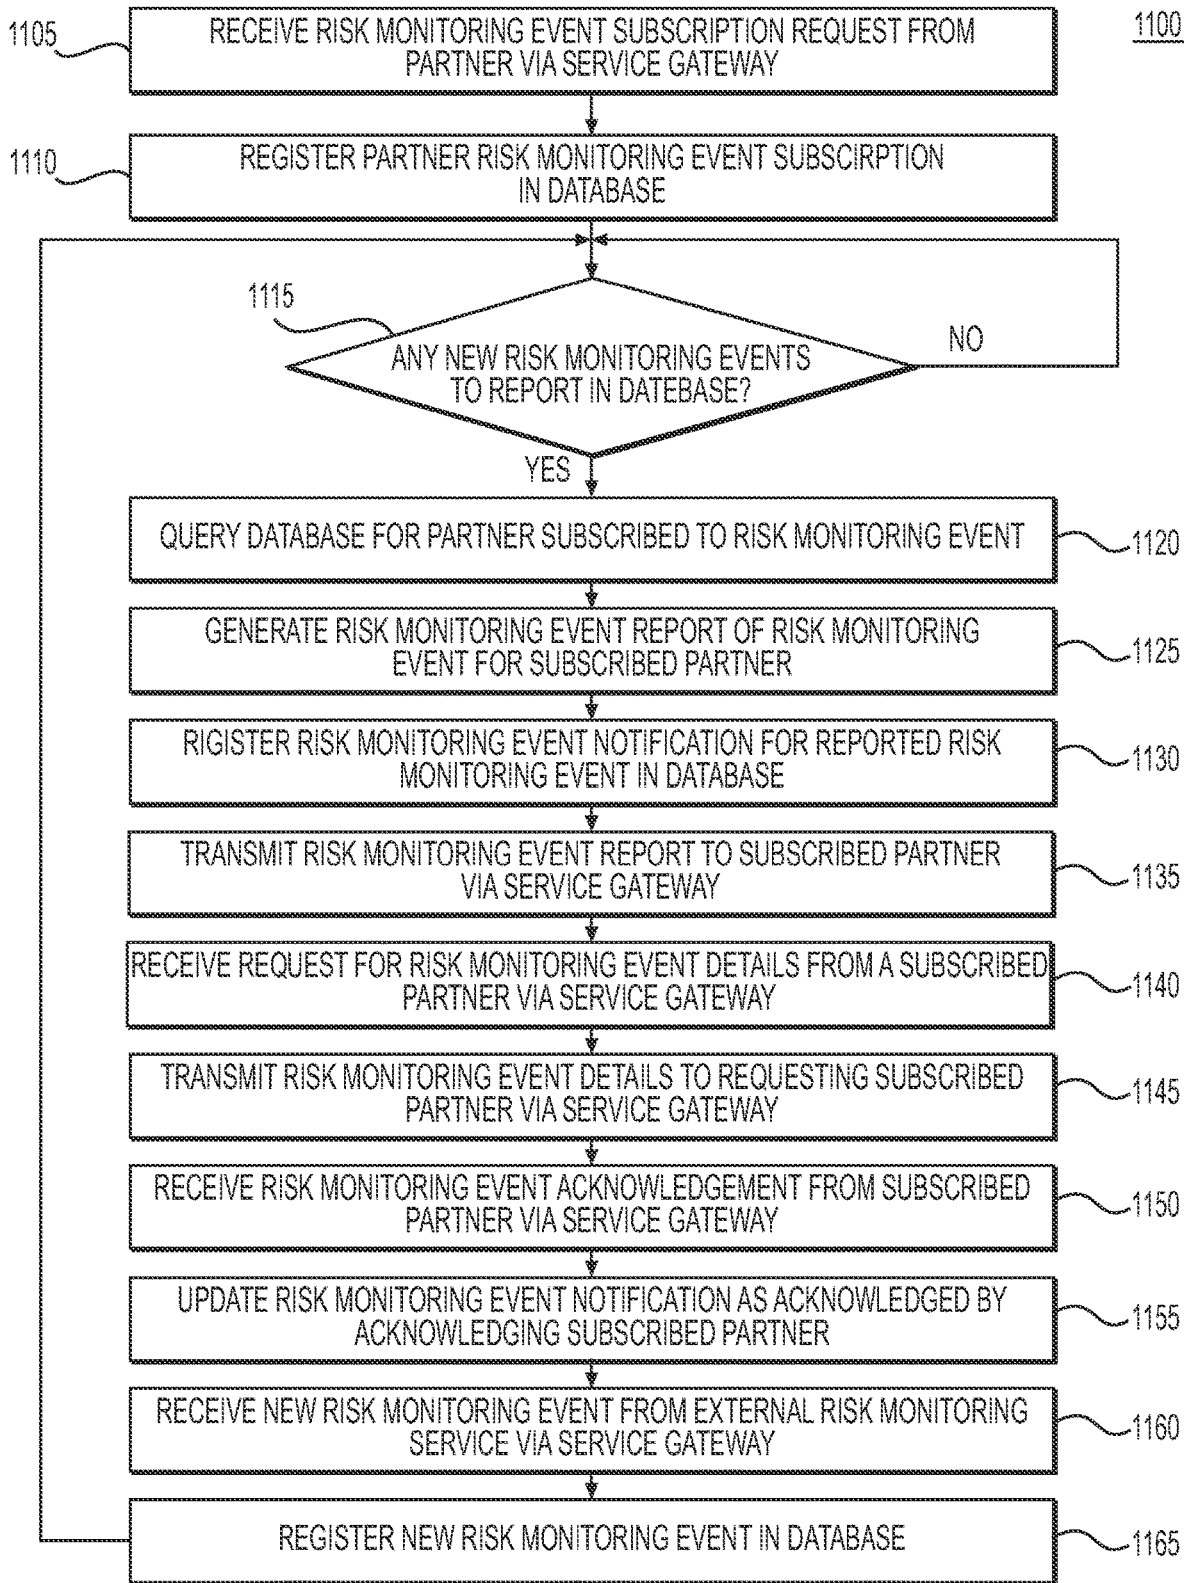 1100
1105
RECEIVE RISK MONITORING EVENT SUBSCRIPTION REQUEST FROM
PARTNER VIA SERVICE GATEWAY
1110
REGISTER PARTNER RISK MONITORING EVENT SUBSCIRPTION
IN DATABASE
1115
ANY NEW RISK MONITORING EVENTS
TO REPORT IN DATEBASE?
NO
YES
QUERY DATABASE FOR PARTNER SUBSCRIBED TO RISK MONITORING EVENT
1120
GENERATE RISK MONITORING EVENT REPORT OF RISK MONITORING
EVENT FOR SUBSCRIBED PARTNER
1125
RIGISTER RISK MONITORING EVENT NOTIFICATION FOR REPORTED RISK
MONITORING EVENT IN DATABASE
1130
TRANSMIT RISK MONITORING EVENT REPORT TO SUBSCRIBED PARTNER
VIA SERVICE GATEWAY
1135
RECEIVE REQUEST FOR RISK MONITORING EVENT DETAILS FROM A SUBSCRIBED
PARTNER VIA SERVICE GATEWAY
1140
TRANSMIT RISK MONITORING EVENT DETAILS TO REQUESTING SUBSCRIBED
PARTNER VIA SERVICE GATEWAY
1145
RECEIVE RISK MONITORING EVENT ACKNOWLEDGEMENT FROM SUBSCRIBED
PARTNER VIA SERVICE GATEWAY
1150
UPDATE RISK MONITORING EVENT NOTIFICATION AS ACKNOWLEDGED BY
ACKNOWLEDGING SUBSCRIBED PARTNER
1155
RECEIVE NEW RISK MONITORING EVENT FROM EXTERNAL RISK MONITORING
SERVICE VIA SERVICE GATEWAY
1160
REGISTER NEW RISK MONITORING EVENT IN DATABASE
1165